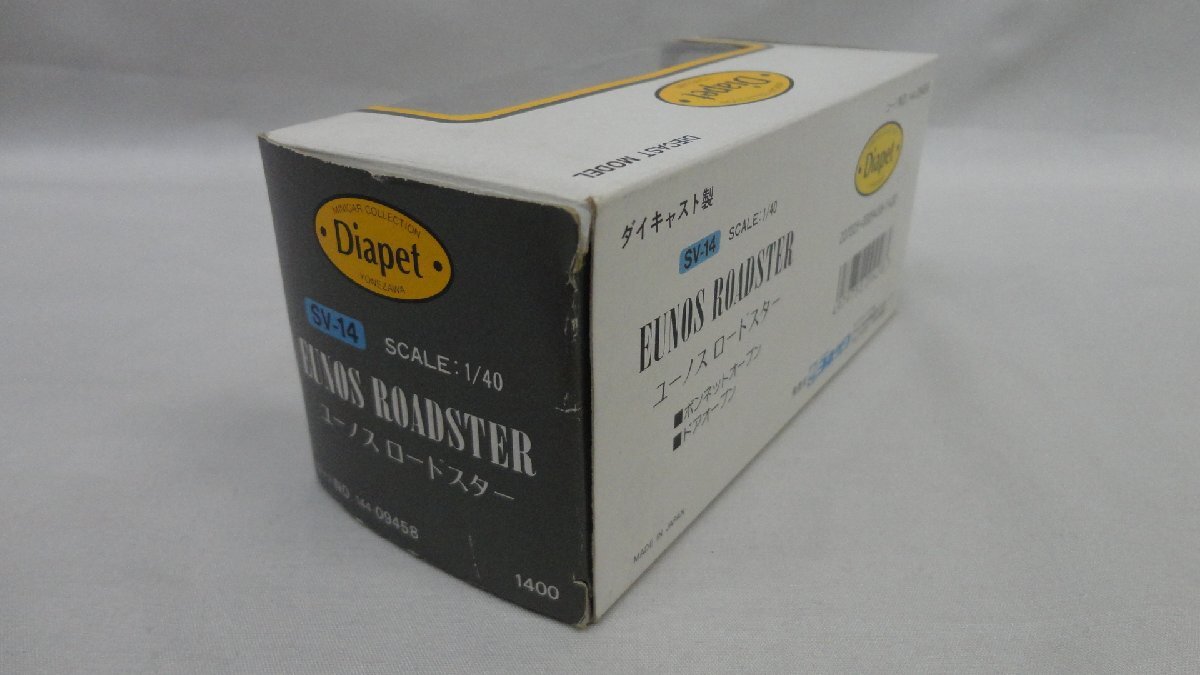 MINICAR COLLECTION
Diapet
YONEZAWA
SV-14
SCALE:1/40
EUNOS ROADSTER
ユーノス ロードスター
NO. 144-09458
1400
Diapet
DIECAST MODEL
ダイキャスト製
SV-14
SCALE:1/40
EUNOS ROADSTER
ユーノス ロードスター
■ボンネットオープン
■ドアオープン
MADE IN JAPAN
Diapet